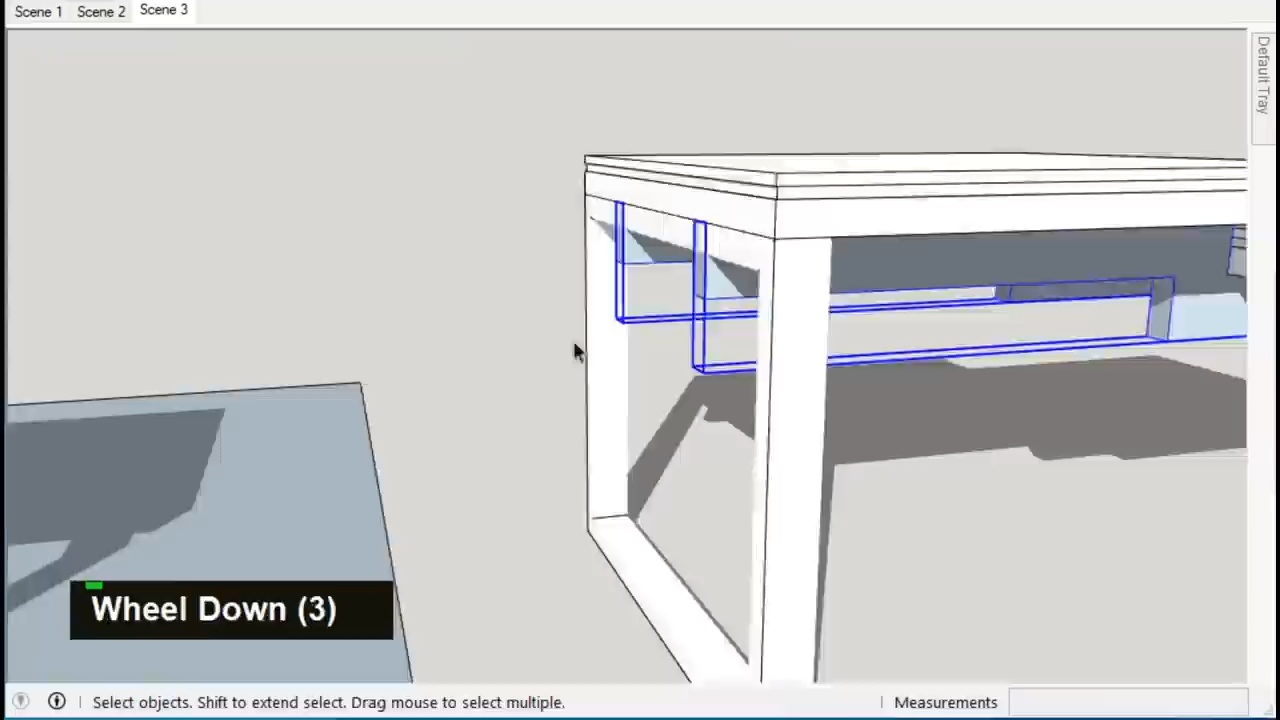 Scene 1 Scene 2 Scene 3
Default Tray
Wheel Down (3)
Select objects. Shift to extend select. Drag mouse to select multiple.
Measurements